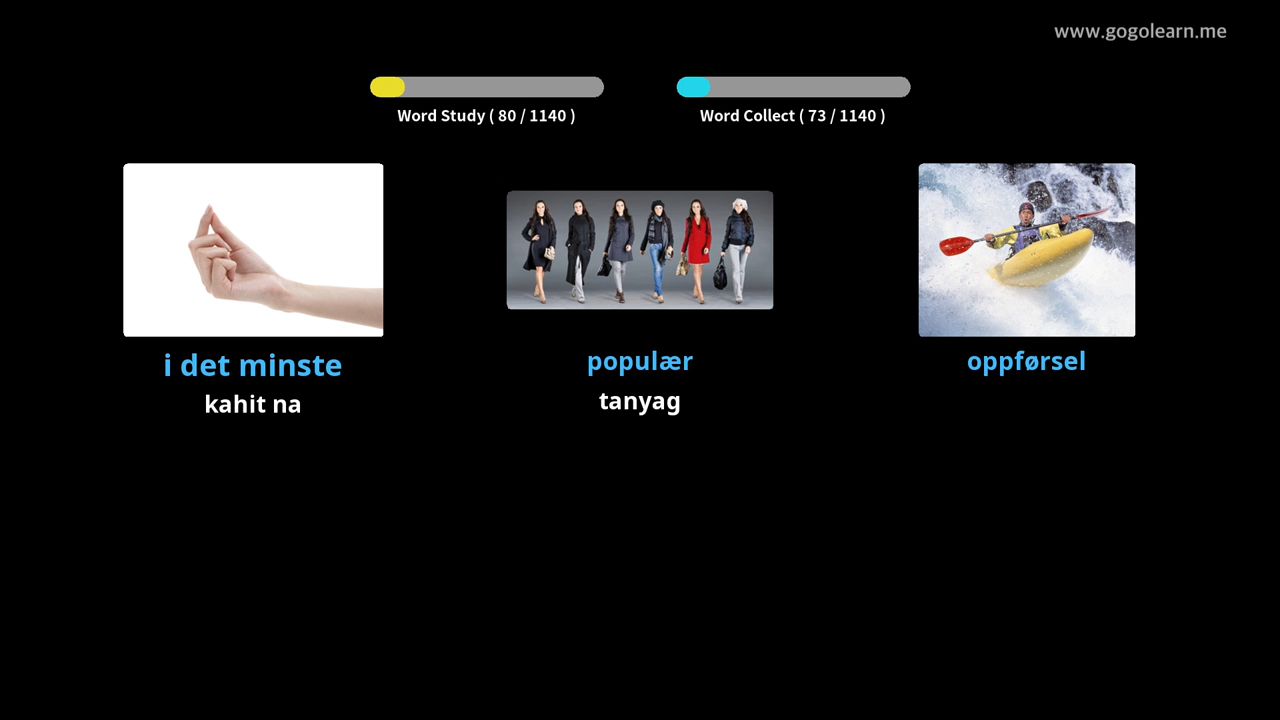 www.gogolearn.me
Word Study ( 80 / 1140 )
Word Collect ( 73 / 1140 )
i det minste
kahit na
populær
tanyag
oppførsel